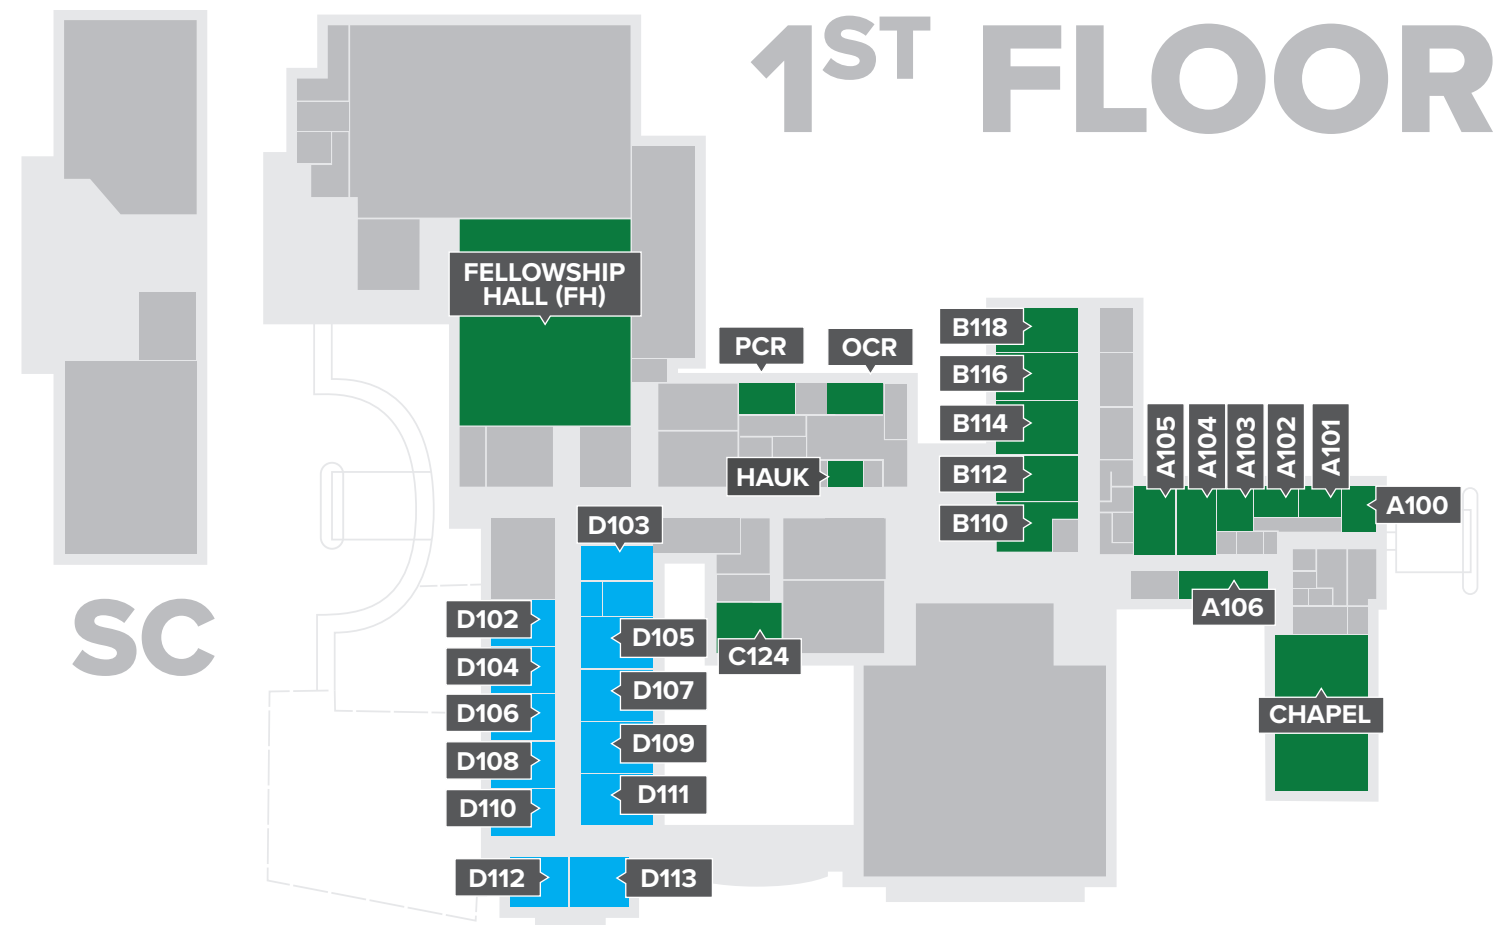 1ST FLOOR
FELLOWSHIP
HALL (FH)
PCR
OCR
HAUK
B118
B116
B114
B112
B110
A105
A104
A103
A102
A101
A100
A106
CHAPEL
SC
D103
D102
D104
D106
D108
D110
D105
D107
D109
D111
C124
D112
D113